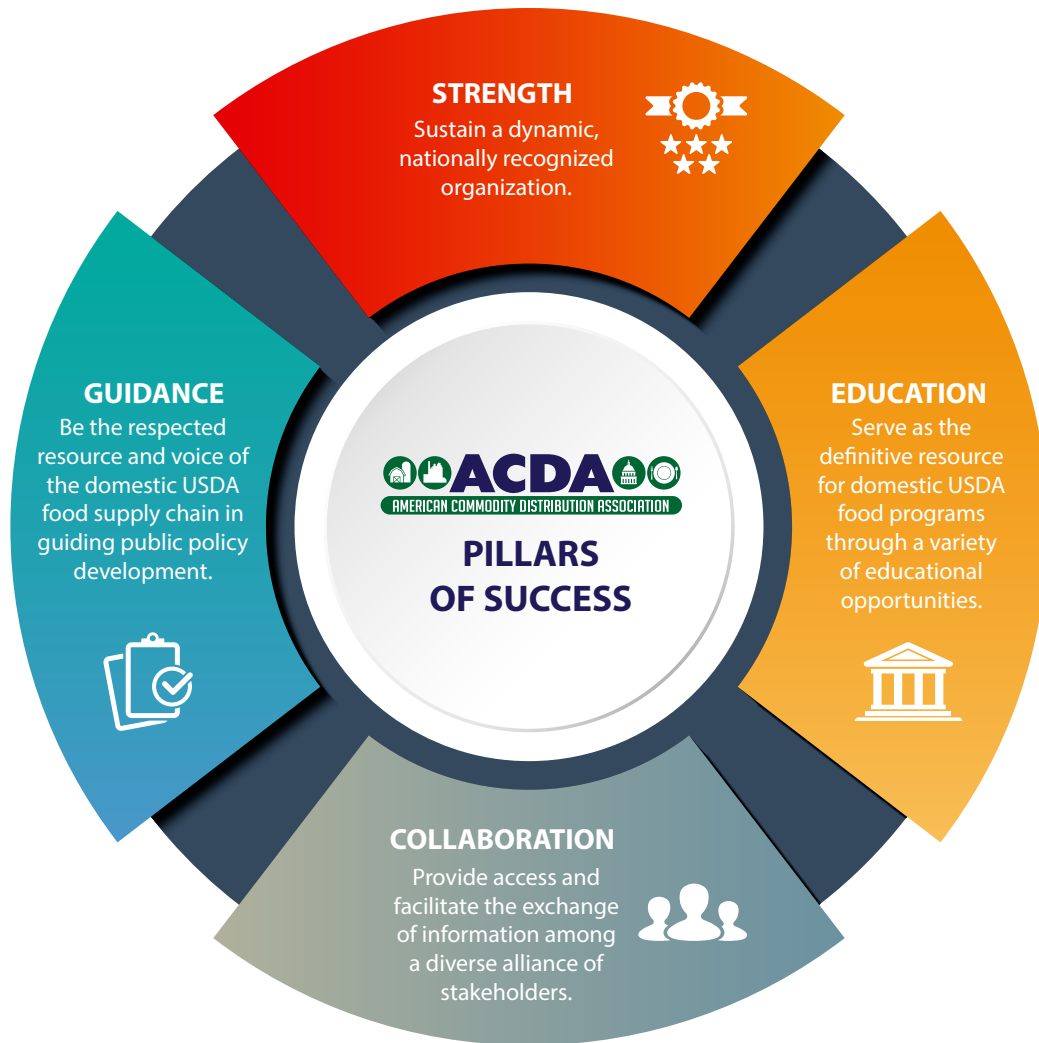 STRENGTH
Sustain a dynamic,
nationally recognized
organization.
GUIDANCE
Be the respected
resource and voice of
the domestic USDA
food supply chain in
guiding public policy
development.
ACDA
AMERICAN COMMODITY DISTRIBUTION ASSOCIATION
PILLARS
OF SUCCESS
EDUCATION
Serve as the
definitive resource
for domestic USDA
food programs
through a variety
of educational
opportunities.
COLLABORATION
Provide access and
facilitate the exchange
of information among
a diverse alliance of
stakeholders.